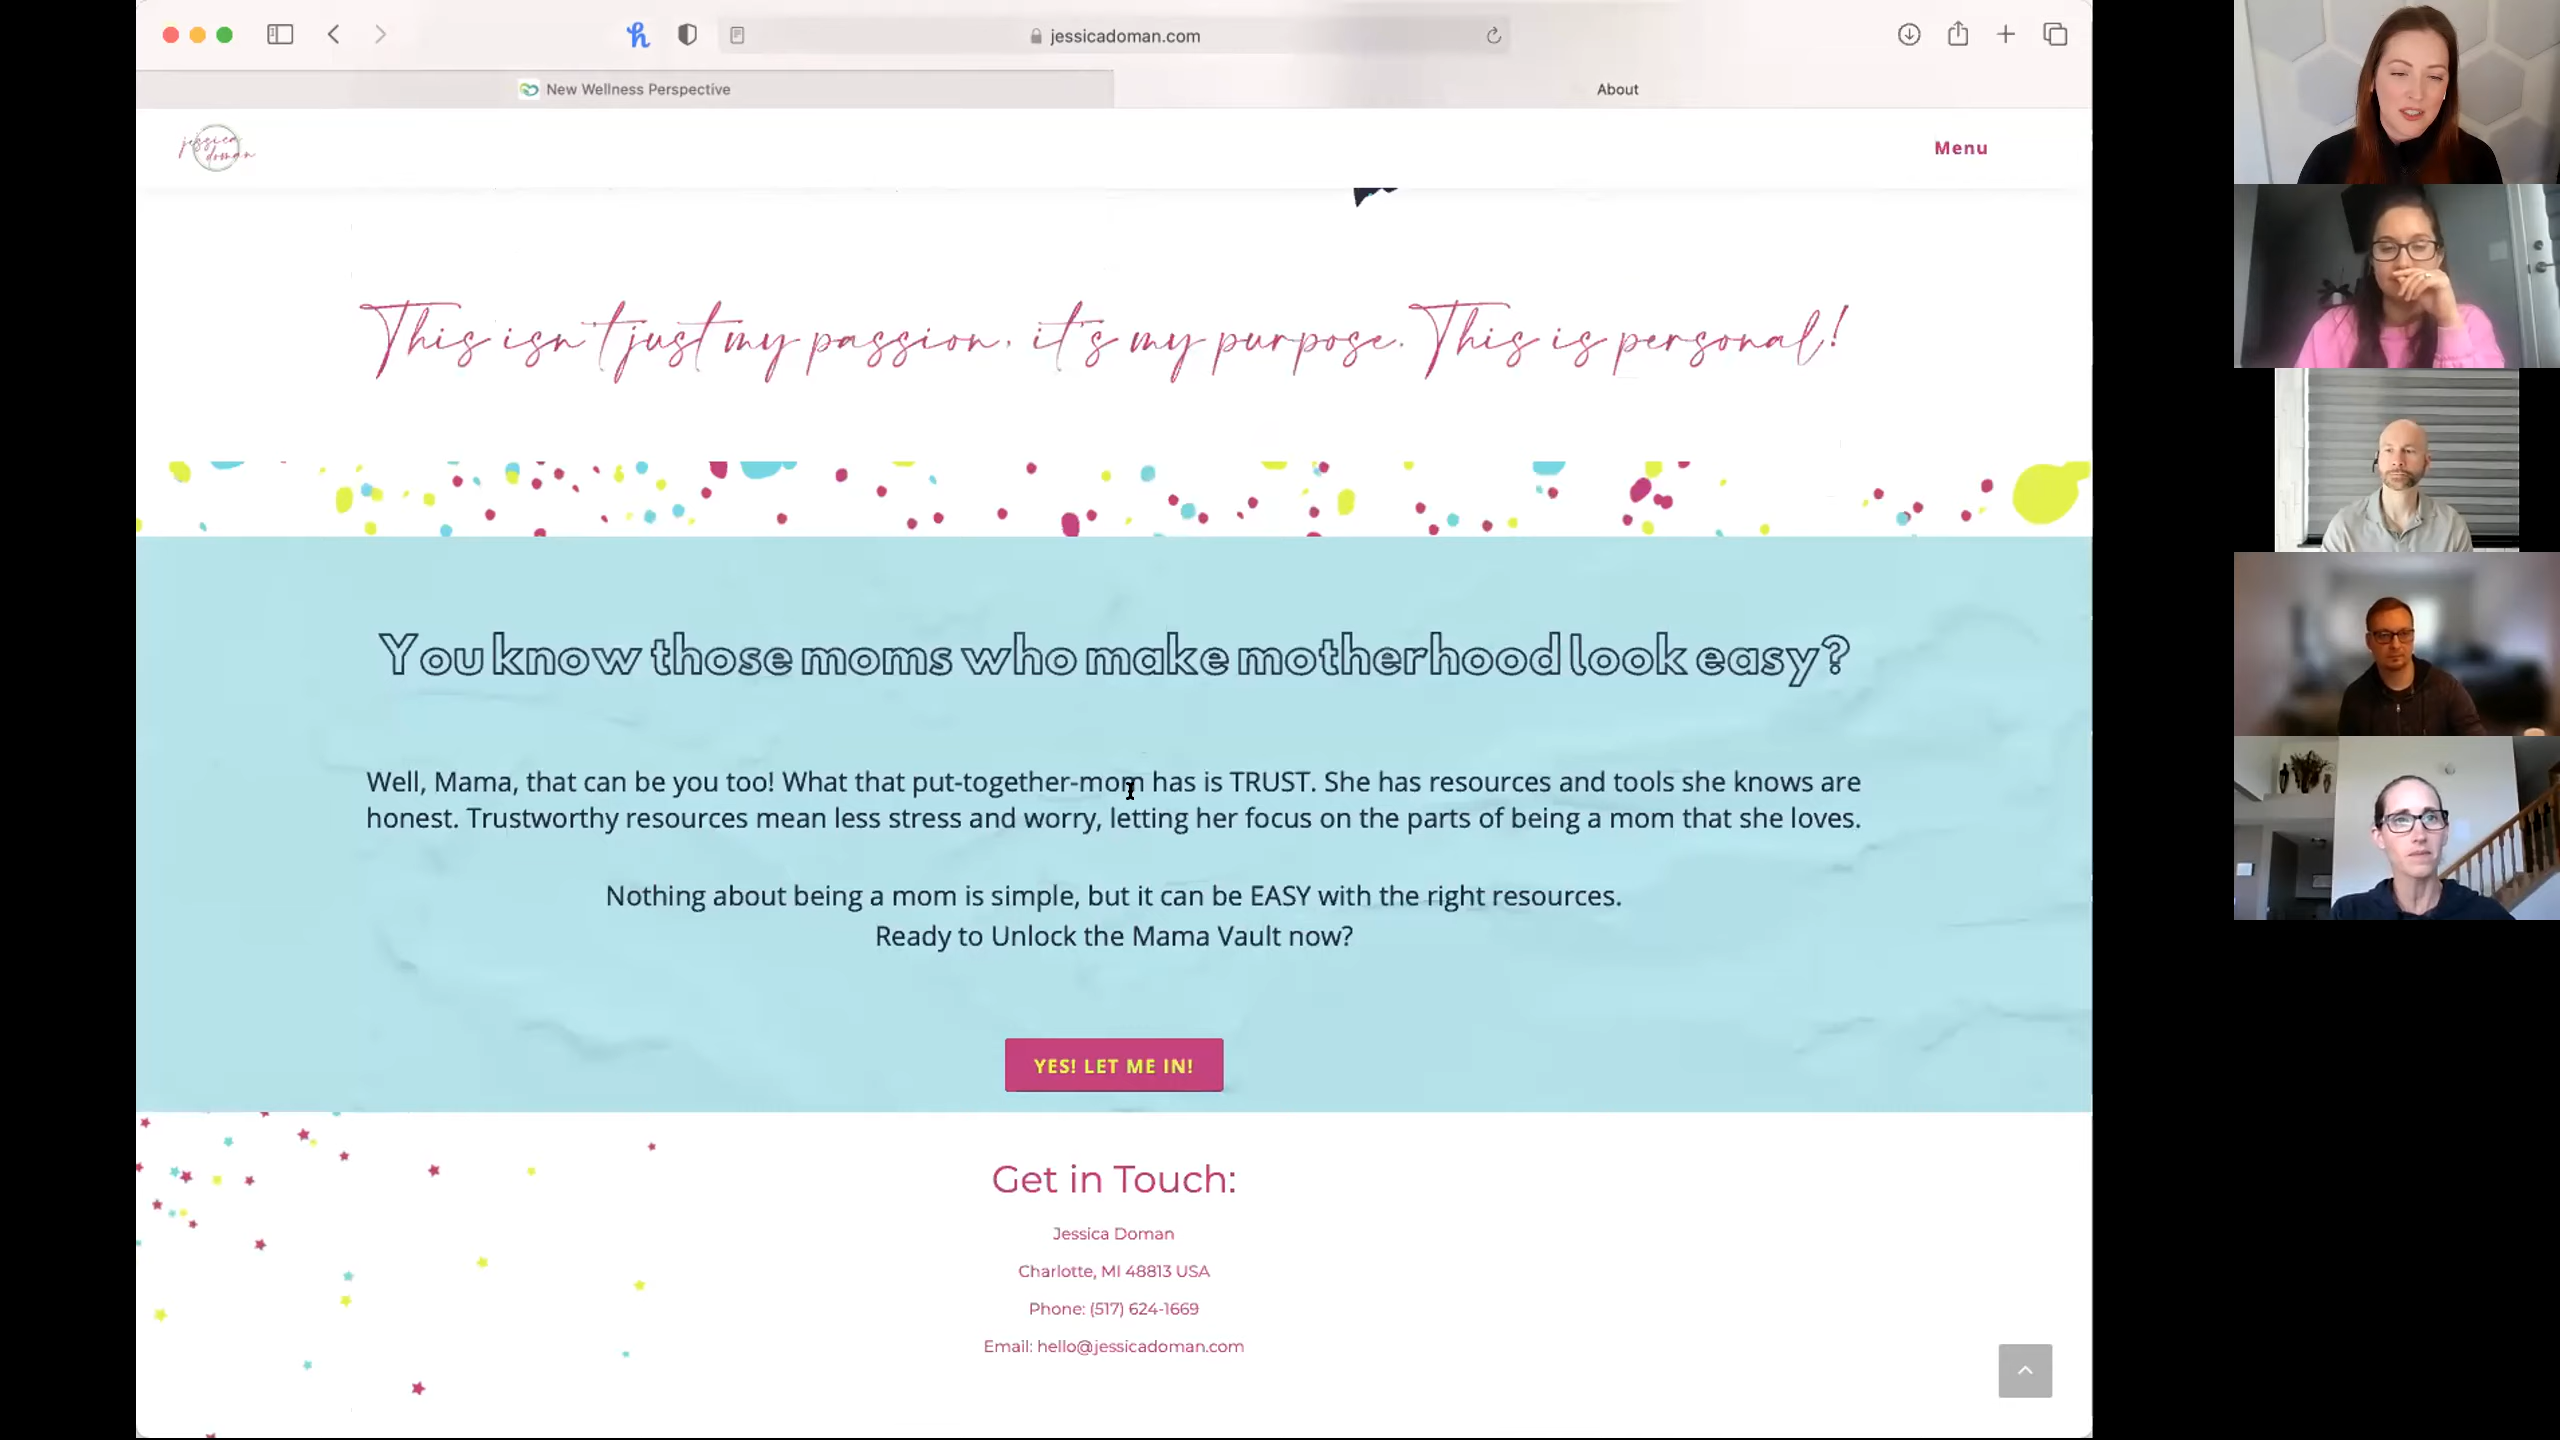 jessicadoman.com
New Wellness Perspective
About
jessica
doman
Menu
This isn't just my passion, it's my purpose. This is personal!
You know those moms who make motherhood look easy?
Well, Mama, that can be you too! What that put-together-mom has is TRUST. She has resources and tools she knows are
honest. Trustworthy resources mean less stress and worry, letting her focus on the parts of being a mom that she loves.
Nothing about being a mom is simple, but it can be EASY with the right resources.
Ready to Unlock the Mama Vault now?
YES! LET ME IN!
Get in Touch:
Jessica Doman
Charlotte, MI 48813 USA
Phone: (517) 624-1669
Email: hello@jessicadoman.com